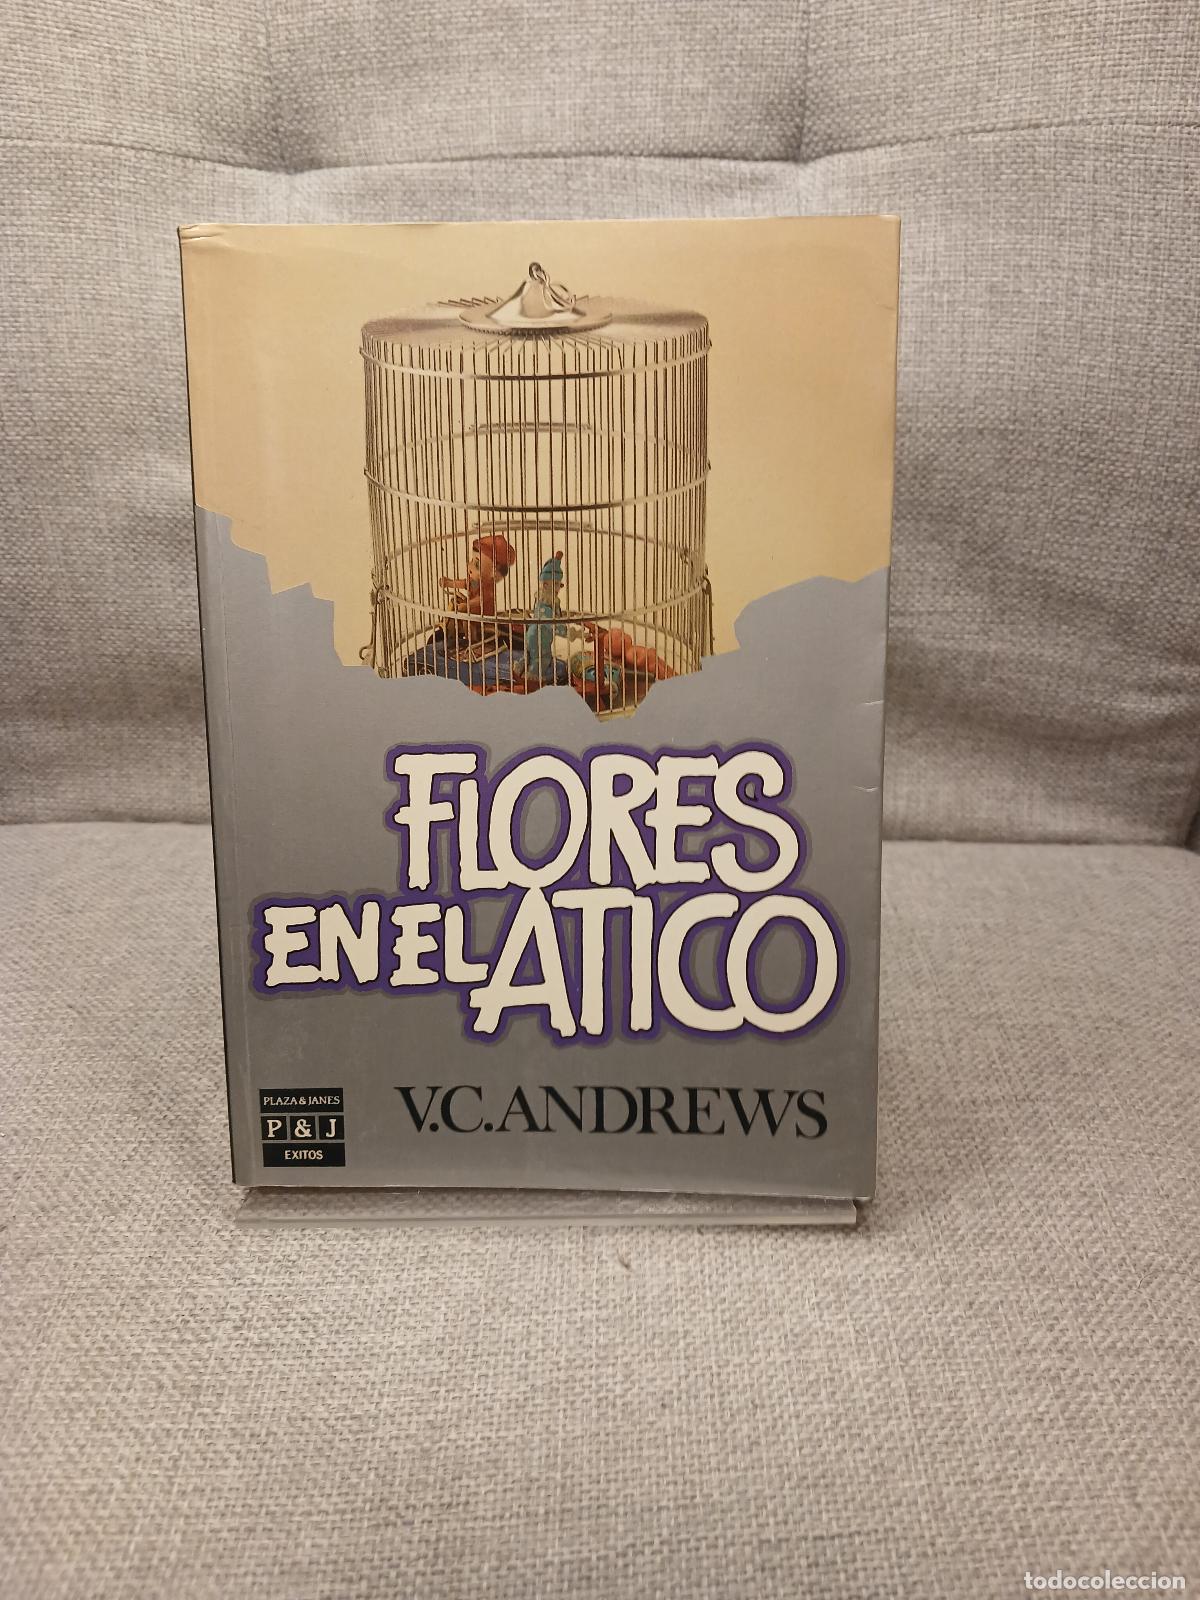 FLORES
EN EL ATICO
V.C. ANDREWS
PLAZA & JANES
P & J
EXITOS
todocoleccion